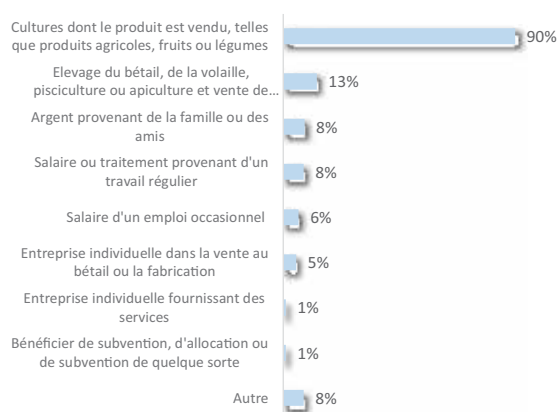 Cultures dont le produit est vendu, telles
que produits agricoles, fruits ou légumes
90%
Elevage du bétail, de la volaille,
pisciculture ou apiculture et vente de...
13%
Argent provenant de la famille ou des
amis
8%
Salaire ou traitement provenant d'un
travail régulier
8%
Salaire d'un emploi occasionnel
6%
Entreprise individuelle dans la vente au
bétail ou la fabrication
5%
Entreprise individuelle fournissant des
services
1%
Bénéficier de subvention, d'allocation ou
de subvention de quelque sorte
1%
Autre
8%